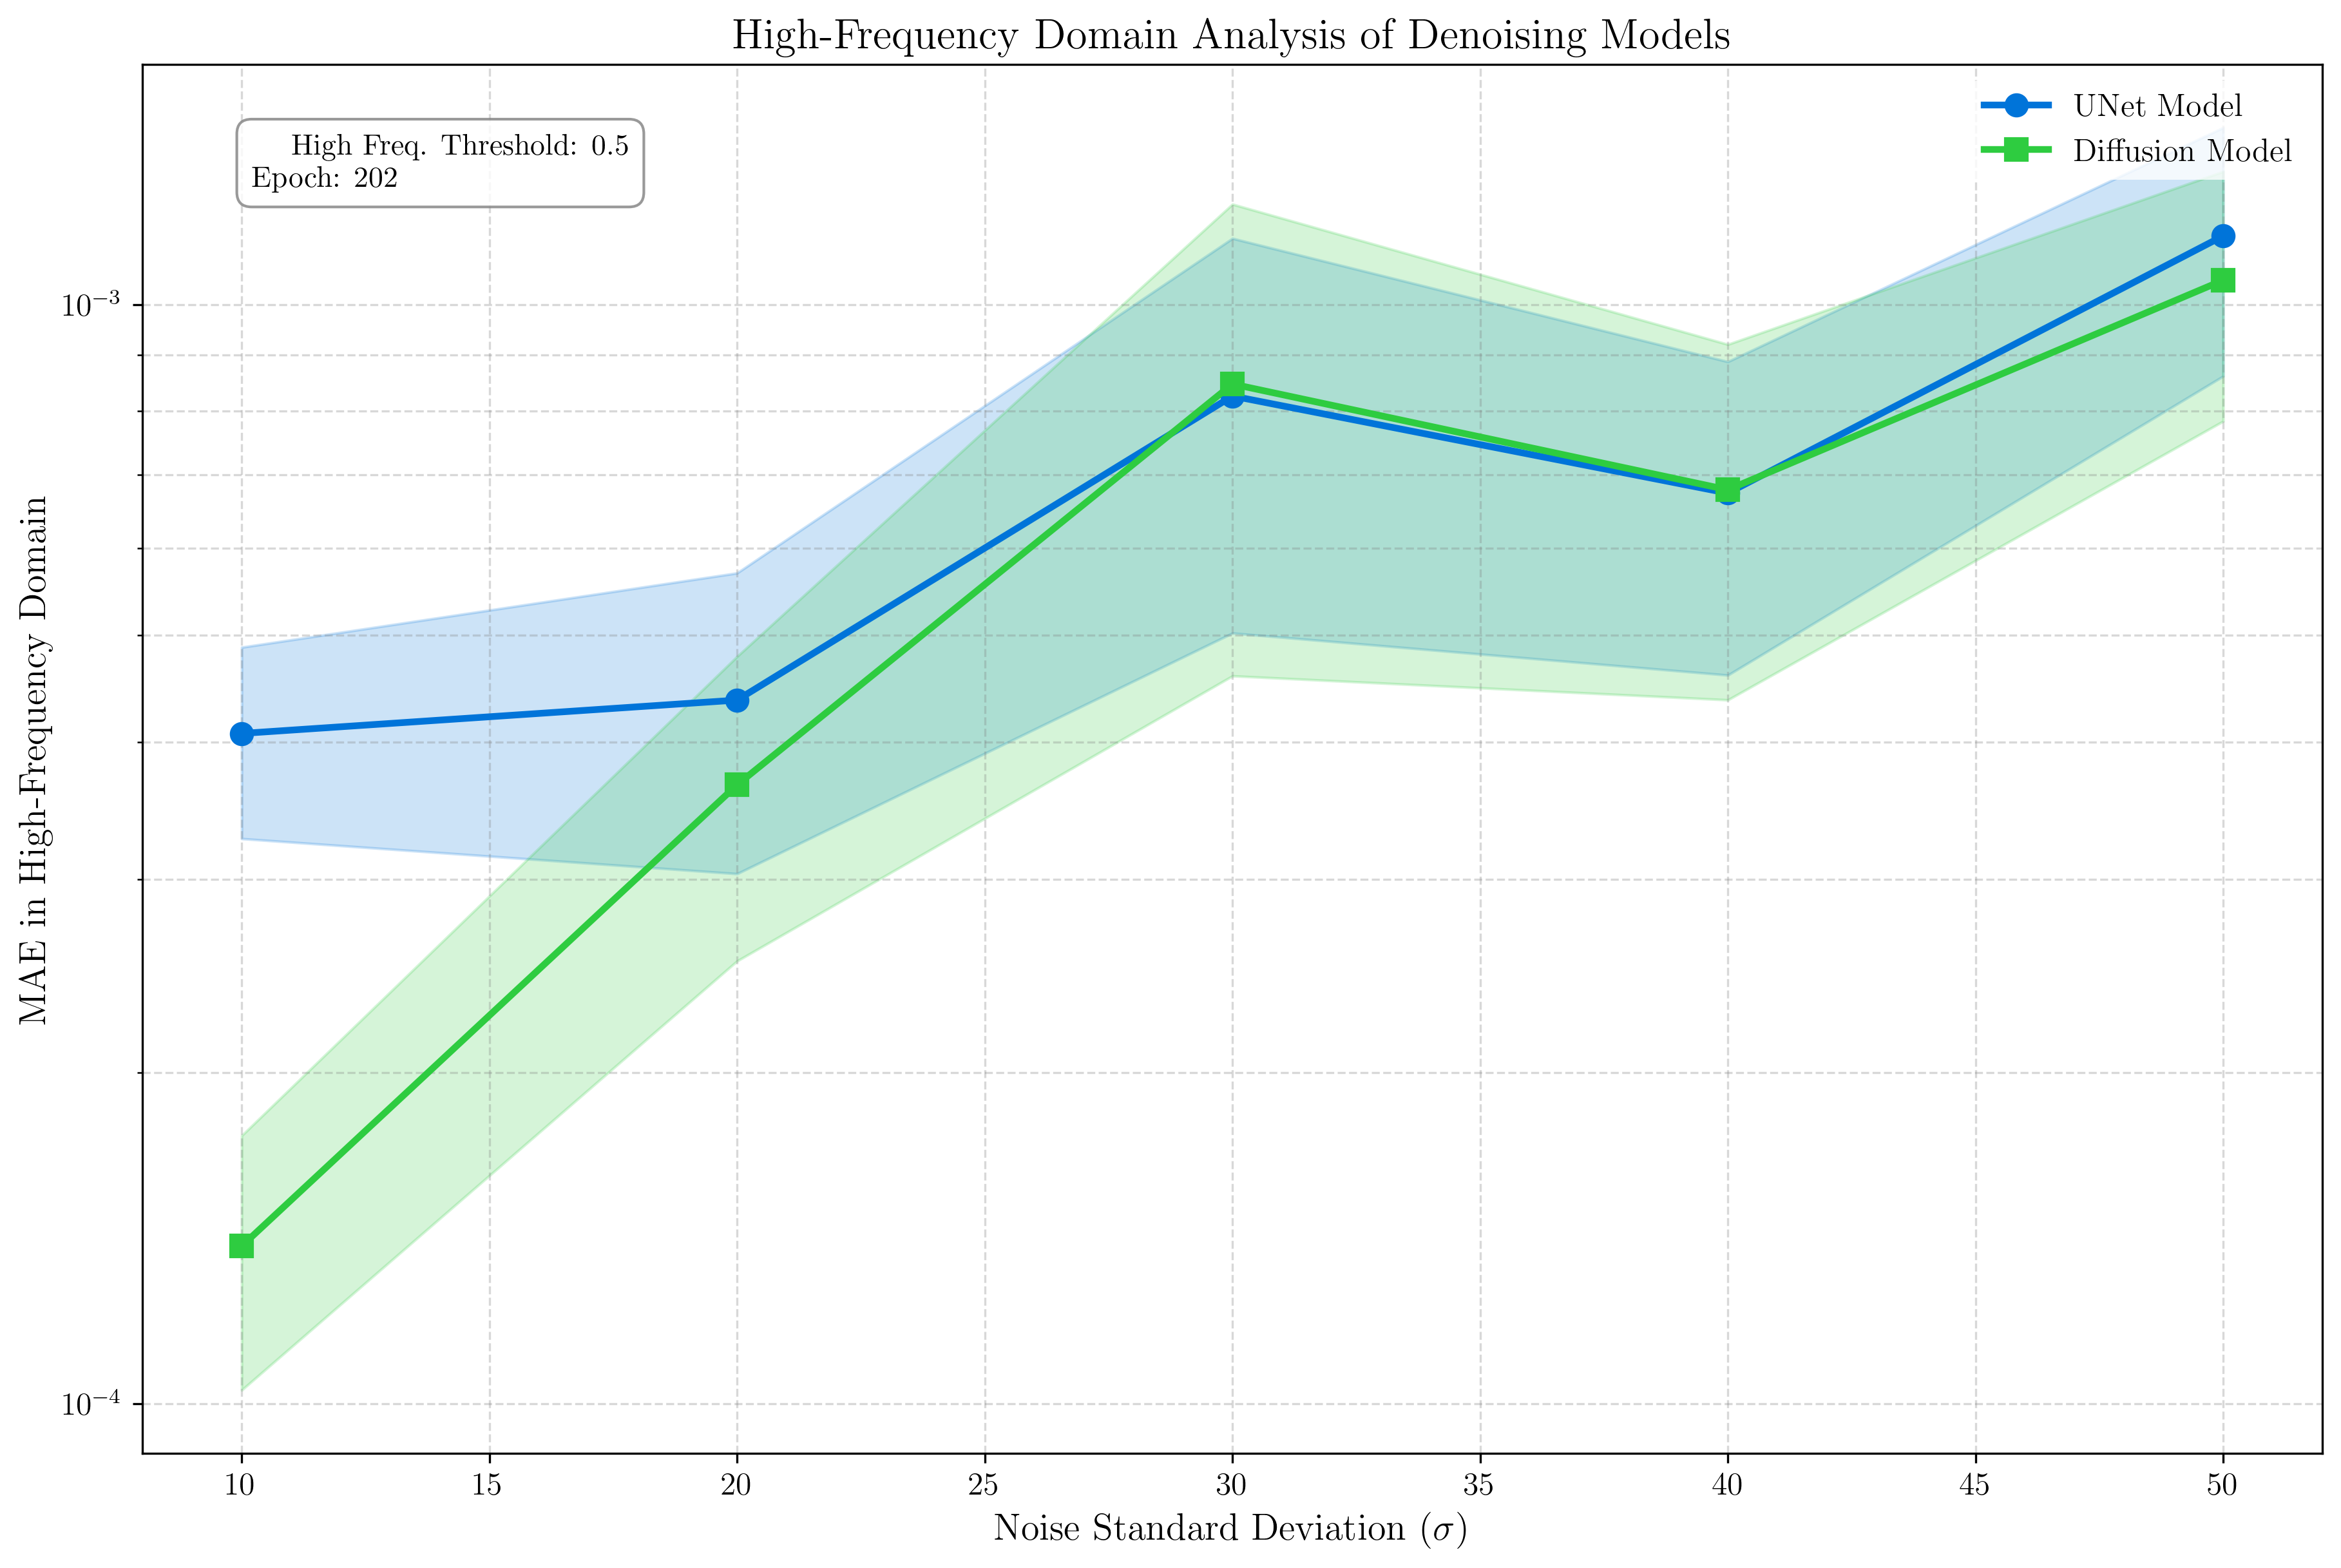 High-Frequency Domain Analysis of Denoising Models
UNet Model
Diffusion Model
High Freq. Threshold: 0.5
Epoch: 202
MAE in High-Frequency Domain
10⁻³
10⁻⁴
10 15 20 25 30 35 40 45 50
Noise Standard Deviation (σ)